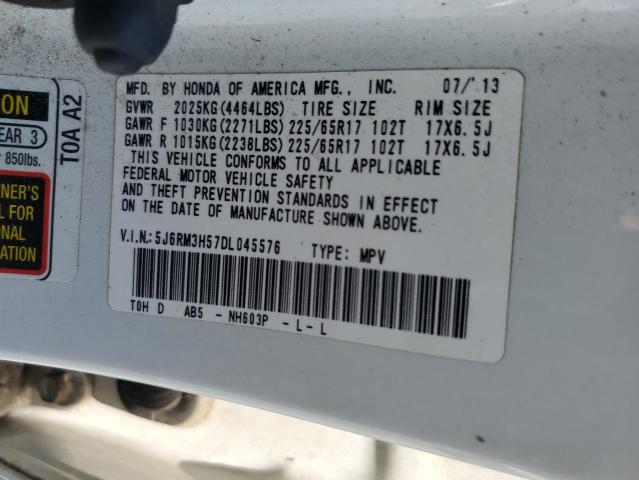 ON
EAR 3
r 850lbs.
T0A A2
NER'S
L FOR
ONAL
ATION
MFD. BY HONDA OF AMERICA MFG., INC. 07/'13
GVWR 2025KG(4464LBS) TIRE SIZE RIM SIZE
GAWR F 1030KG(2271LBS) 225/65R17 102T 17X6.5J
GAWR R 1015KG(2238LBS) 225/65R17 102T 17X6.5J
THIS VEHICLE CONFORMS TO ALL APPLICABLE
FEDERAL MOTOR VEHICLE SAFETY
AND THEFT PREVENTION STANDARDS IN EFFECT
ON THE DATE OF MANUFACTURE SHOWN ABOVE.
V.I.N.:5J6RM3H57DL045576 TYPE: MPV
T0H D AB5 - NH603P - L - L